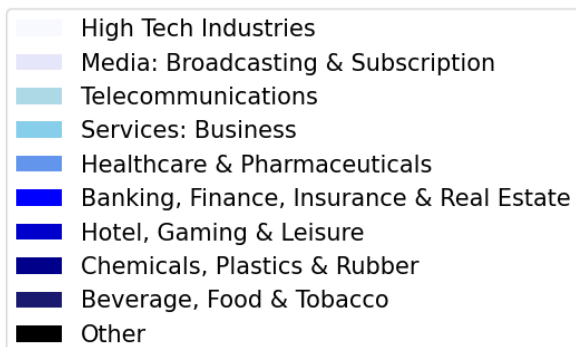 High Tech Industries
Media: Broadcasting & Subscription
Telecommunications
Services: Business
Healthcare & Pharmaceuticals
Banking, Finance, Insurance & Real Estate
Hotel, Gaming & Leisure
Chemicals, Plastics & Rubber
Beverage, Food & Tobacco
Other